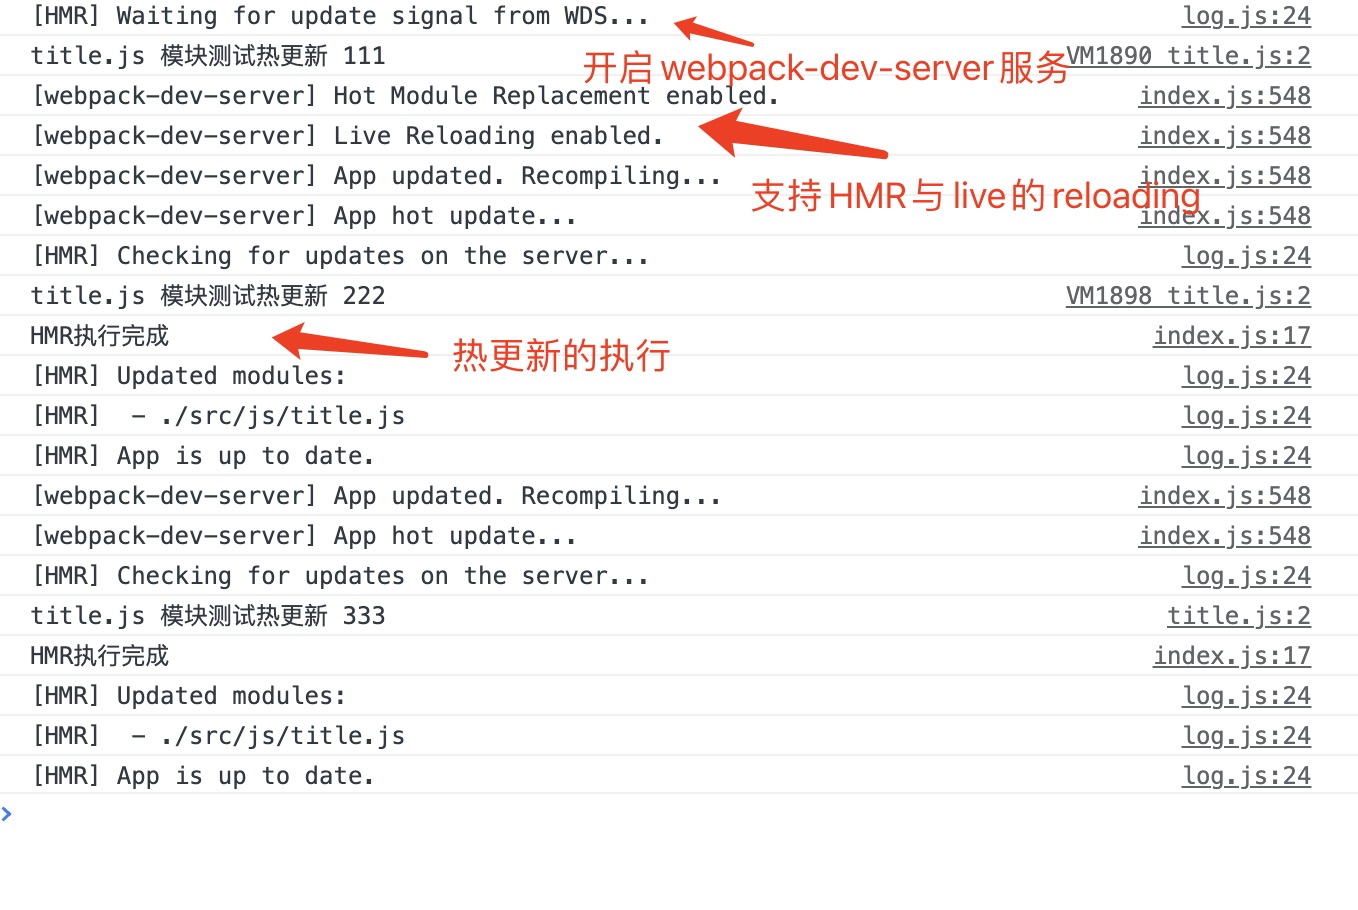 [HMR] Waiting for update signal from WDS... log.js:24
title.js 模块测试热更新 111 VM1890 title.js:2
开启webpack-dev-server服务
[webpack-dev-server] Hot Module Replacement enabled. index.js:548
[webpack-dev-server] Live Reloading enabled. index.js:548
[webpack-dev-server] App updated. Recompiling... index.js:548
支持HMR与live的reloading
[webpack-dev-server] App hot update... index.js:548
[HMR] Checking for updates on the server... log.js:24
title.js 模块测试热更新 222 VM1898 title.js:2
HMR执行完成 index.js:17
热更新的执行
[HMR] Updated modules: log.js:24
[HMR]  - ./src/js/title.js log.js:24
[HMR] App is up to date. log.js:24
[webpack-dev-server] App updated. Recompiling... index.js:548
[webpack-dev-server] App hot update... index.js:548
[HMR] Checking for updates on the server... log.js:24
title.js 模块测试热更新 333 title.js:2
HMR执行完成 index.js:17
[HMR] Updated modules: log.js:24
[HMR]  - ./src/js/title.js log.js:24
[HMR] App is up to date. log.js:24